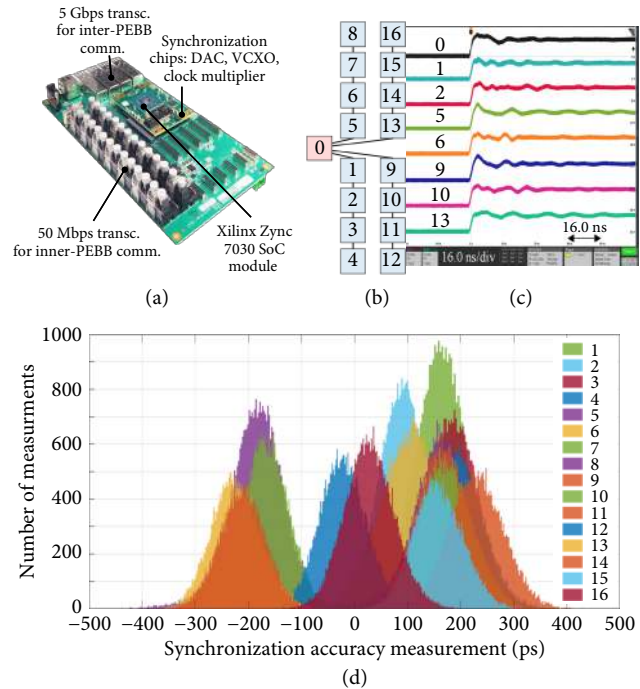 5 Gbps transc.
for inter-PEBB
comm.
Synchronization
chips: DAC, VCXO,
clock multiplier
50 Mbps transc.
for inner-PEBB comm.
Xilinx Zync
7030 SoC
module
(a)
8 16
7 15
6 14
5 13
0
1 9
2 10
3 11
4 12
(b)
0
1
2
5
6
9
10
13
16.0 ns
16.0 ns/div
(c)
1000
800
600
400
200
0
Number of measurments
−500 −400 −300 −200 −100 0 100 200 300 400 500
Synchronization accuracy measurement (ps)
1
2
3
4
5
6
7
8
9
10
11
12
13
14
15
16
(d)